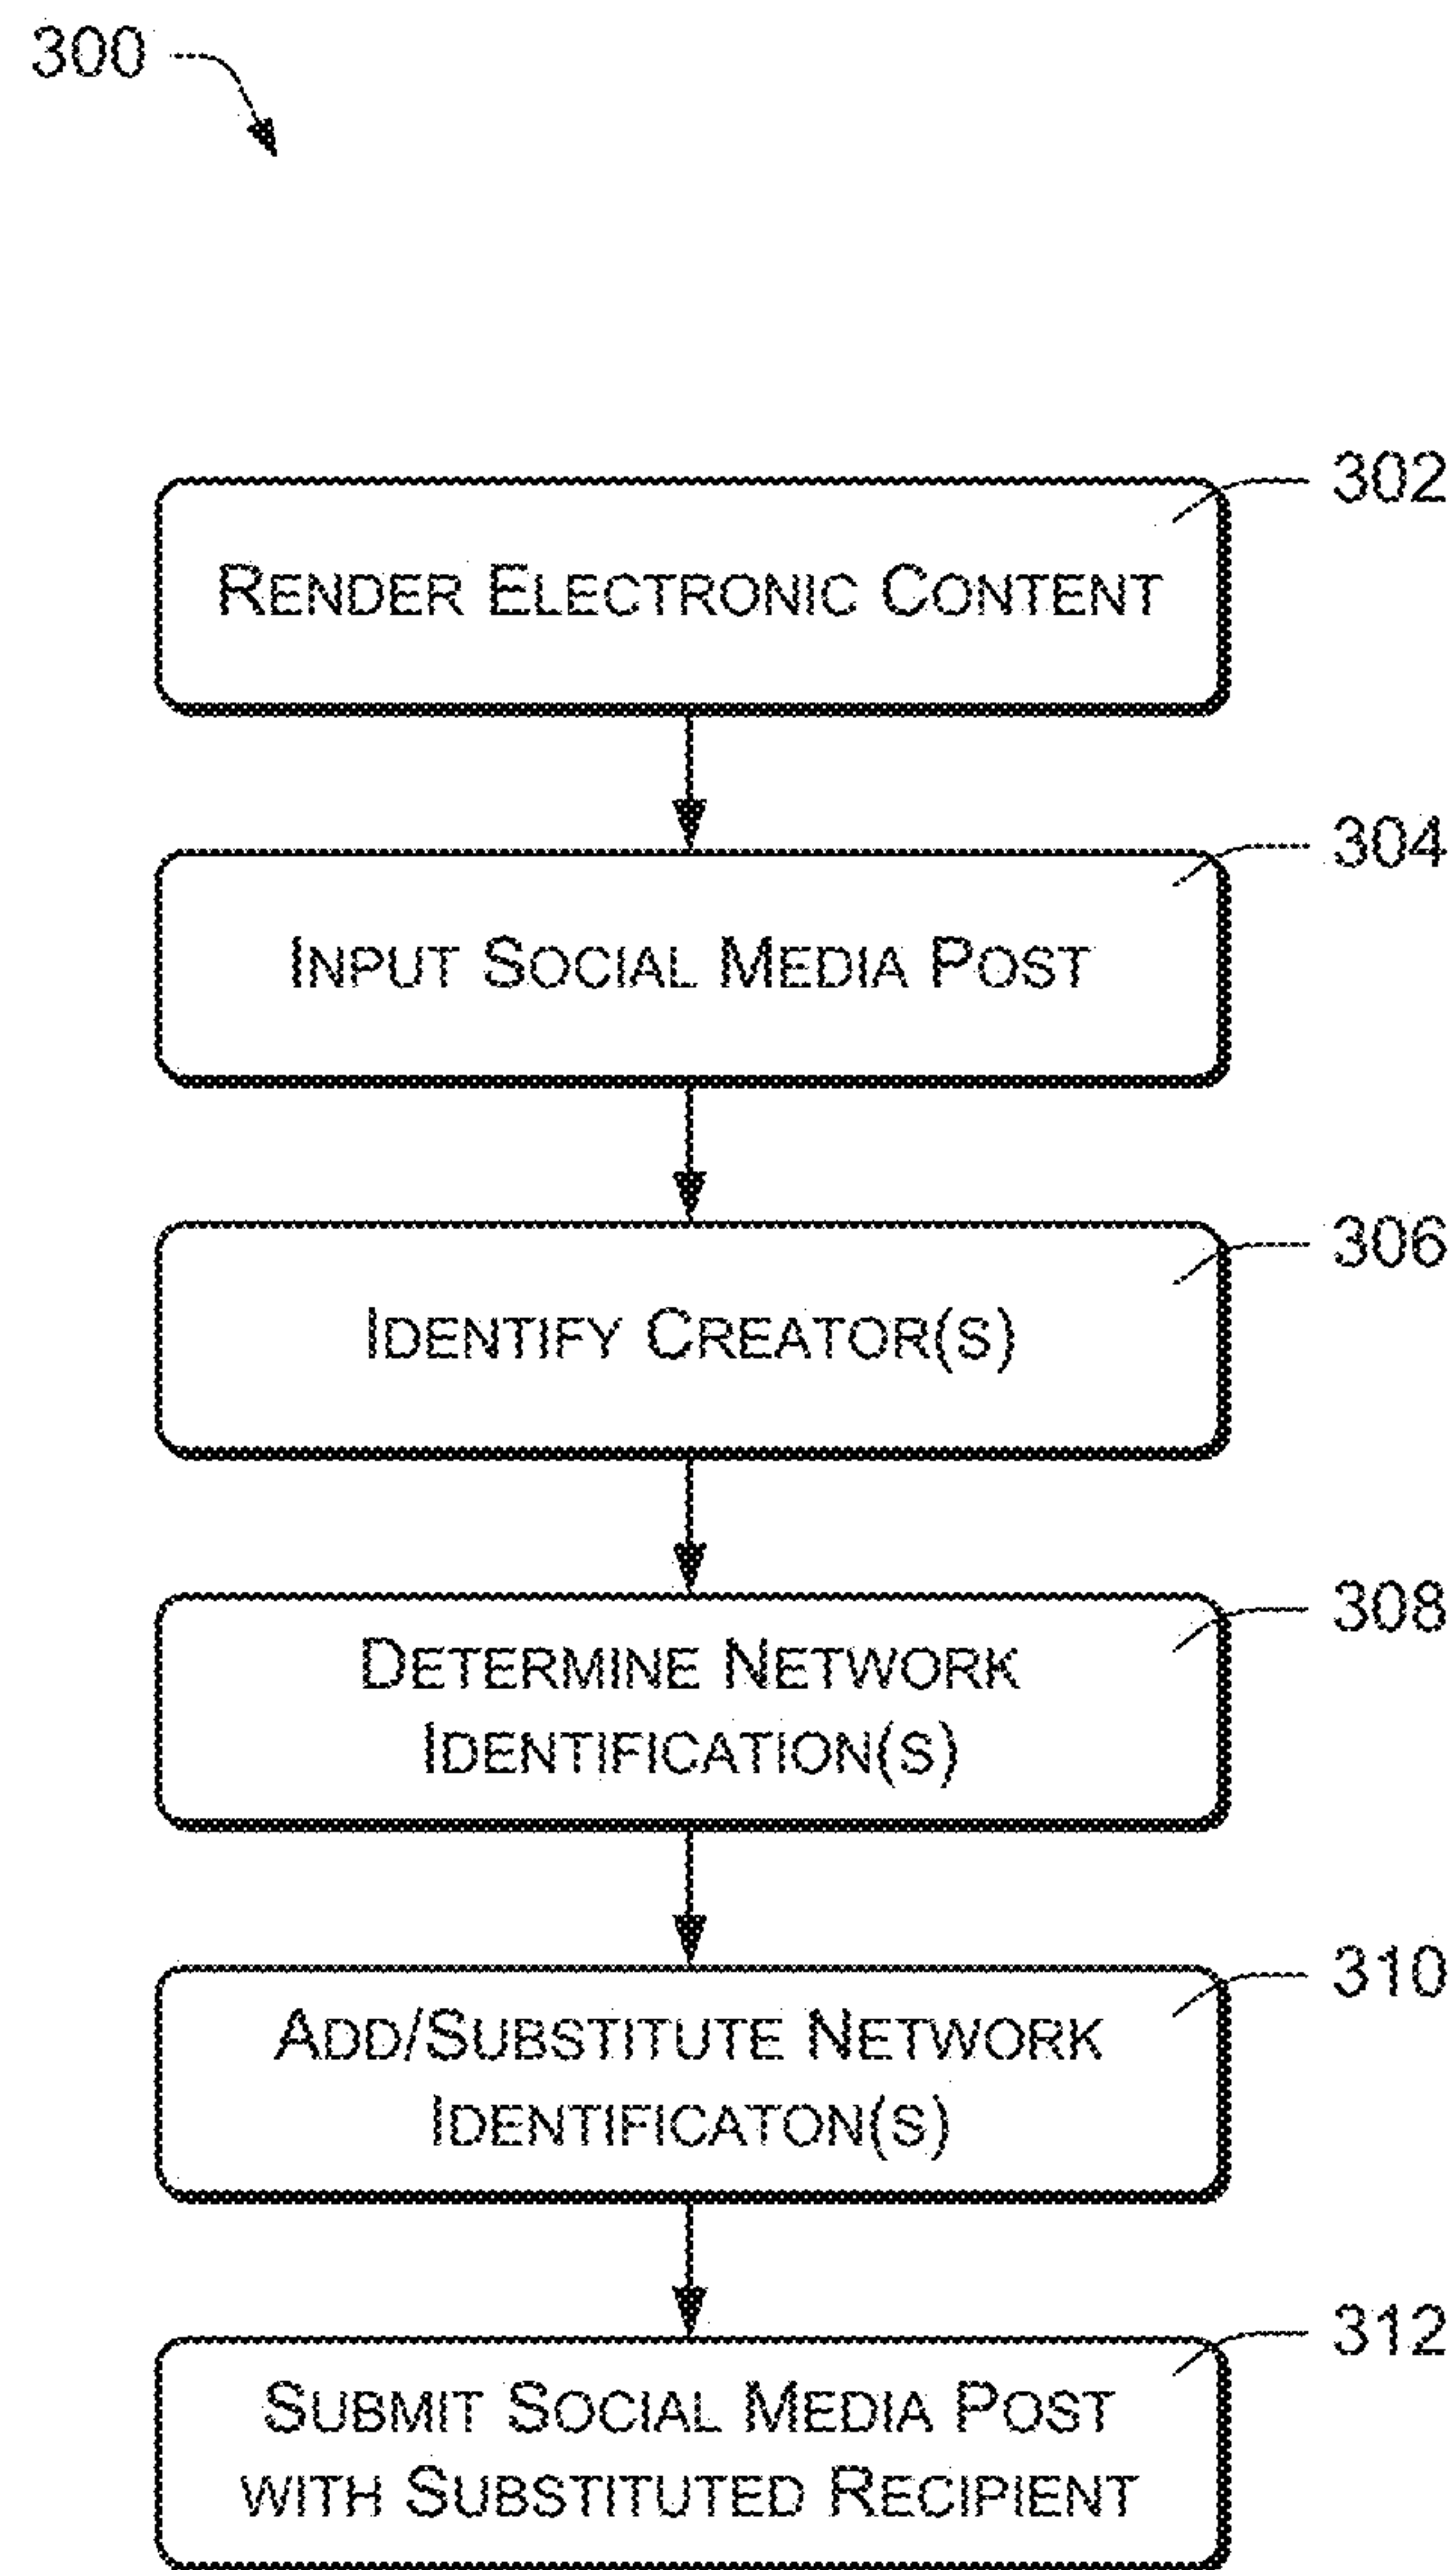 300
302
RENDER ELECTRONIC CONTENT
304
INPUT SOCIAL MEDIA POST
306
IDENTIFY CREATOR(S)
308
DETERMINE NETWORK
IDENTIFICATION(S)
310
ADD/SUBSTITUTE NETWORK
IDENTIFICATON(S)
312
SUBMIT SOCIAL MEDIA POST
WITH SUBSTITUTED RECIPIENT